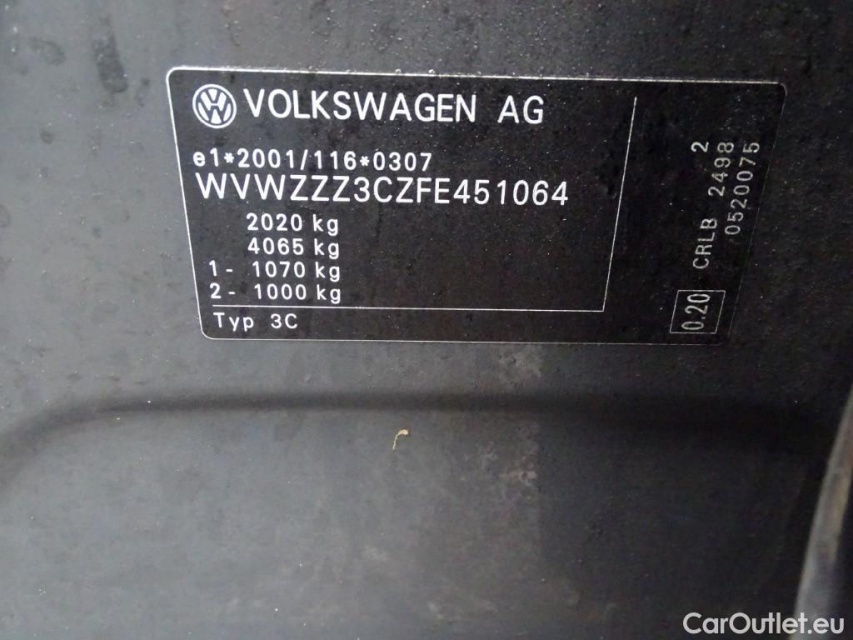 VOLKSWAGEN AG
e1*2001/116*0307
WVWZZZ3CZFE451064
2020 kg
4065 kg
1 - 1070 kg
2 - 1000 kg
Typ 3C
CRLB 2498 2
0520075
0.20
CarOutlet.eu